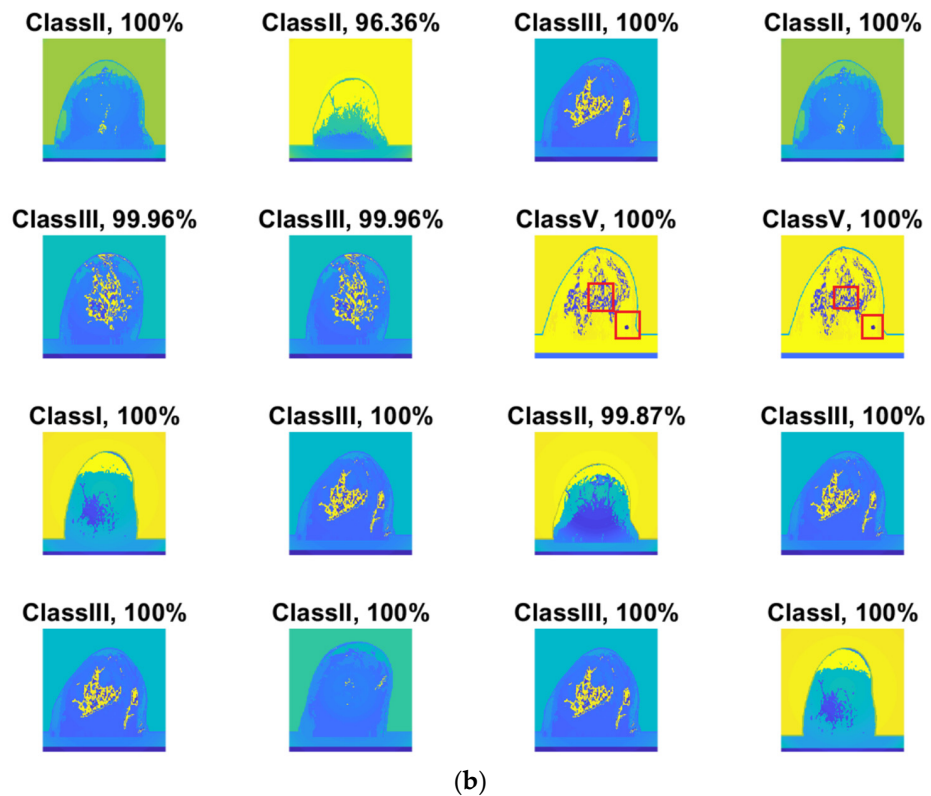 ClassII, 100% ClassII, 96.36% ClassIII, 100% ClassII, 100%
ClassIII, 99.96% ClassIII, 99.96% ClassV, 100% ClassV, 100%
ClassI, 100% ClassIII, 100% ClassII, 99.87% ClassIII, 100%
ClassIII, 100% ClassII, 100% ClassIII, 100% ClassI, 100%
(b)